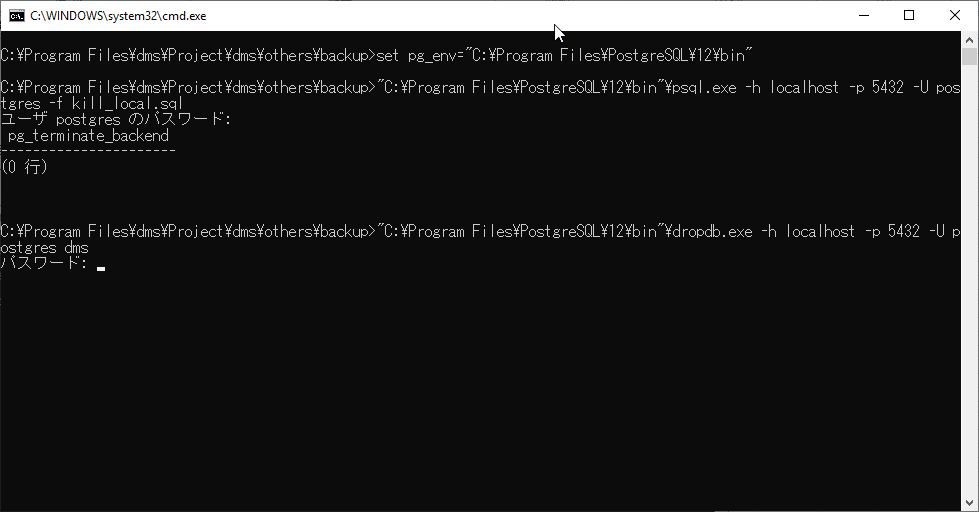 C:\WINDOWS\system32\cmd.exe
C:¥Program Files¥dms¥Project¥dms¥others¥backup>set pg_env="C:¥Program Files¥PostgreSQL¥12¥bin"
C:¥Program Files¥dms¥Project¥dms¥others¥backup>"C:¥Program Files¥PostgreSQL¥12¥bin"¥psql.exe -h localhost -p 5432 -U pos
tgres -f kill_local.sql
ユーザ postgres のパスワード:
pg_terminate_backend
----------------------
(0 行)
C:¥Program Files¥dms¥Project¥dms¥others¥backup>"C:¥Program Files¥PostgreSQL¥12¥bin"¥dropdb.exe -h localhost -p 5432 -U p
ostgres dms
パスワード: